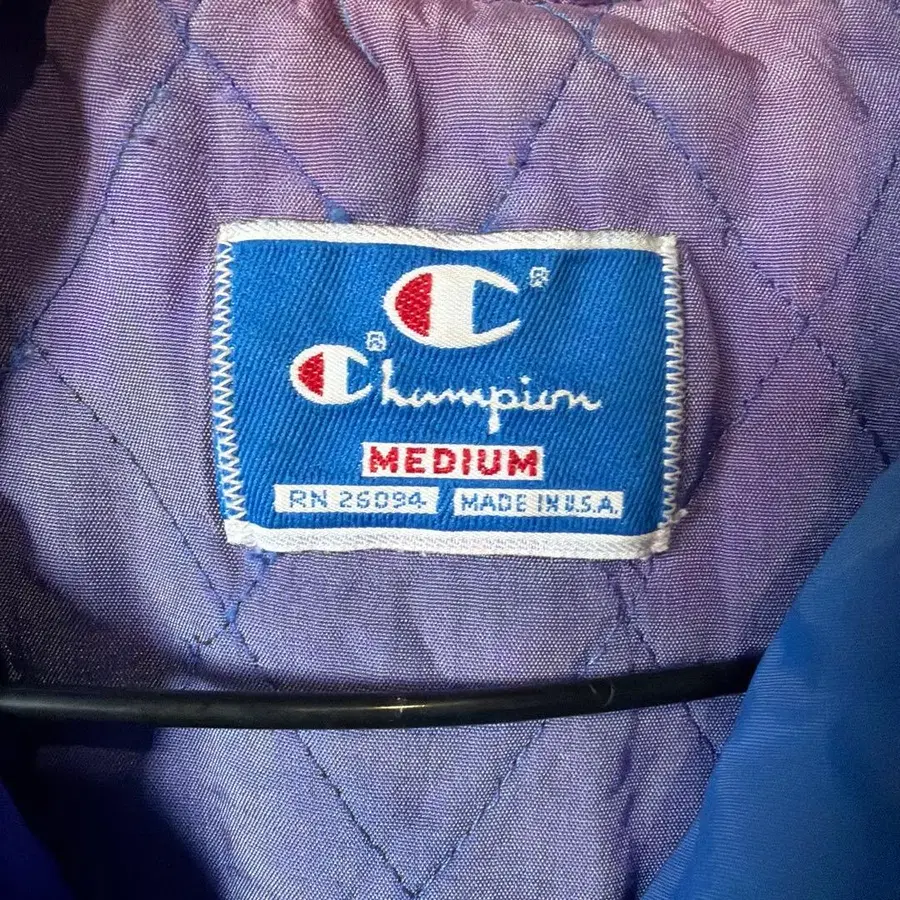 C®
®
Champion
MEDIUM
RN 26094 MADE IN U.S.A.